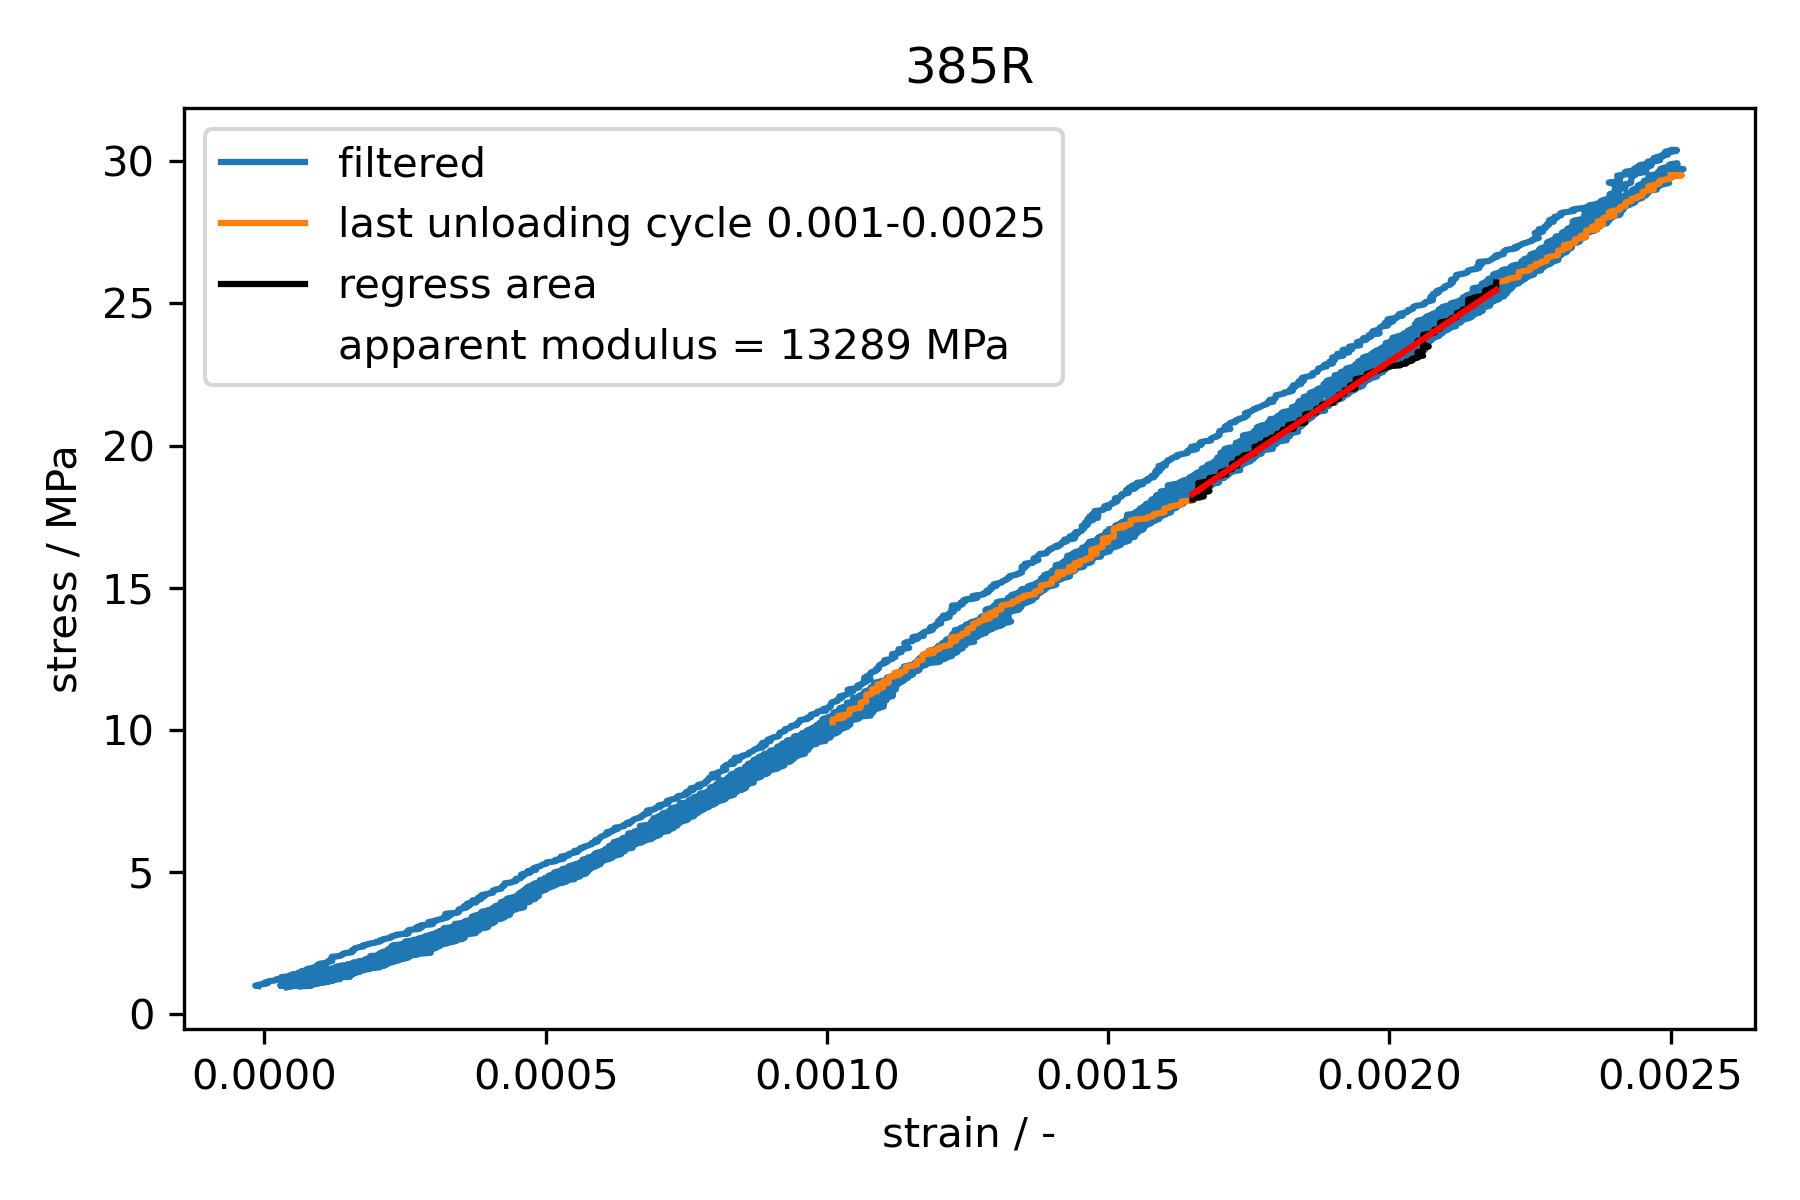 385R
filtered
last unloading cycle 0.001-0.0025
regress area
apparent modulus = 13289 MPa
30
25
20
15
10
5
0
stress / MPa
0.0000 0.0005 0.0010 0.0015 0.0020 0.0025
strain / -